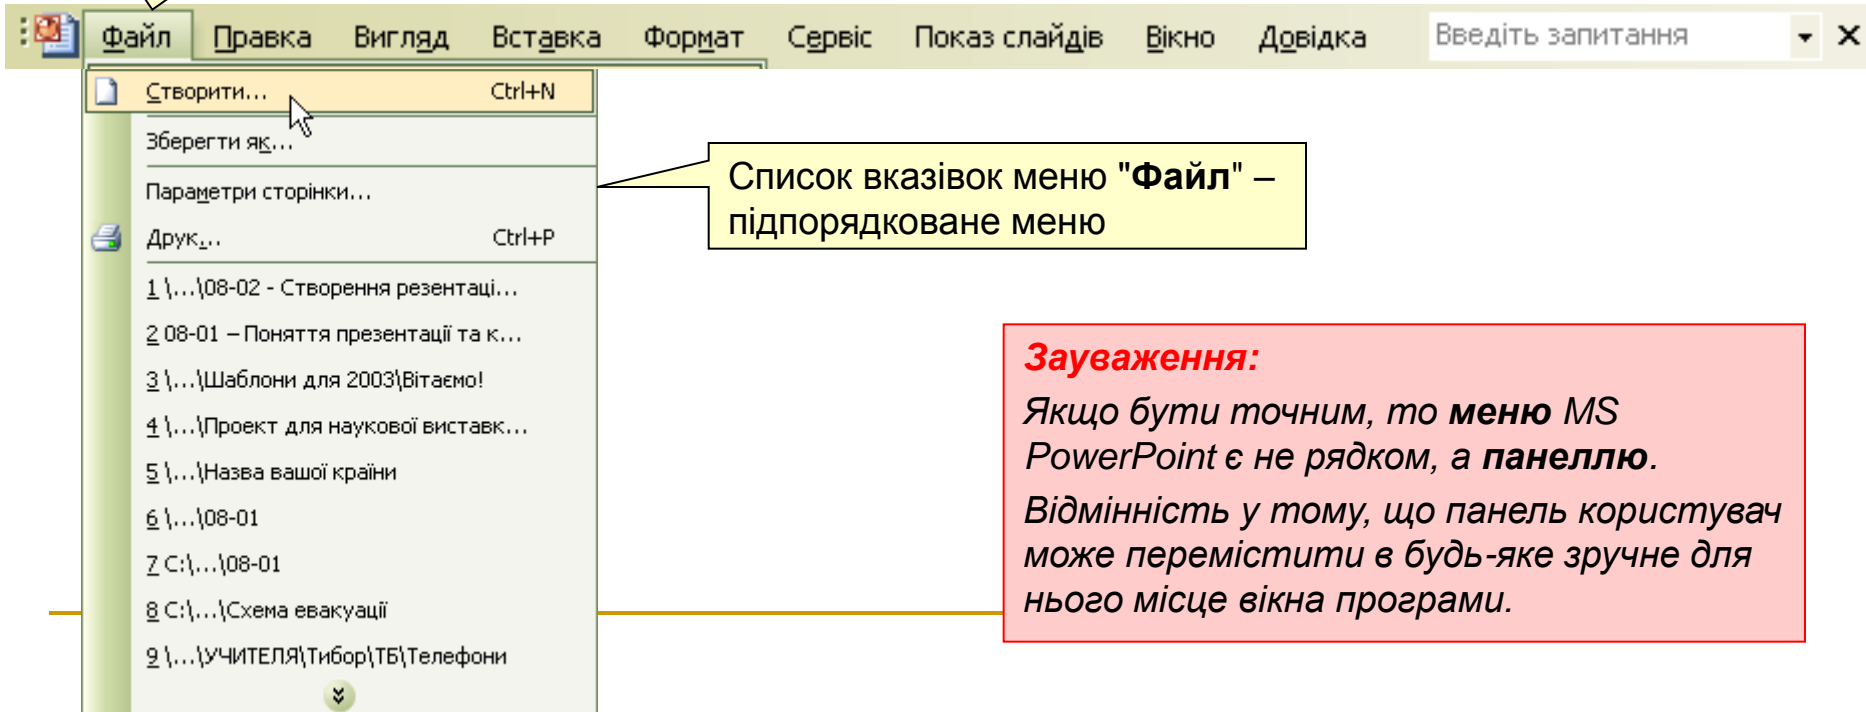 Файл Правка Вигляд Вставка Формат Сервіс Показ слайдів Вікно Довідка Введіть запитання
Створити... Ctrl+N
Зберегти як...
Параметри сторінки...
Друк... Ctrl+P
1 \...\08-02 - Створення резентаці...
2 08-01 – Поняття презентації та к...
3 \...\Шаблони для 2003\Вітаємо!
4 \...\Проект для наукової виставк...
5 \...\Назва вашої країни
6 \...\08-01
7 C:\...\08-01
8 C:\...\Схема евакуації
9 \...\УЧИТЕЛЯ\Тибор\ТБ\Телефони
Список вказівок меню "Файл" –
підпорядковане меню
Зауваження:
Якщо бути точним, то меню MS
PowerPoint є не рядком, а панеллю.
Відмінність у тому, що панель користувач
може перемістити в будь-яке зручне для
нього місце вікна програми.